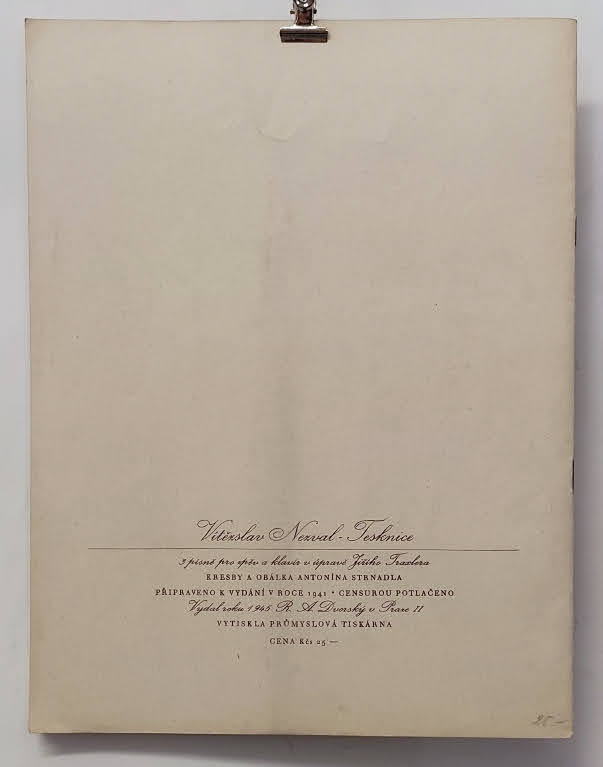 Vítězslav Nezval - Tesknice
3 písně pro zpěv a klavír v úpravě Jiřího Traxlera
KRESBY A OBÁLKA ANTONÍNA STRNADLA
PŘIPRAVENO K VYDÁNÍ V ROCE 1941 • CENSUROU POTLAČENO
Vydal roku 1945 R. A. Dvorský v Praze II
VYTISKLA PRŮMYSLOVÁ TISKÁRNA
CENA Kčs 25 —
25.-